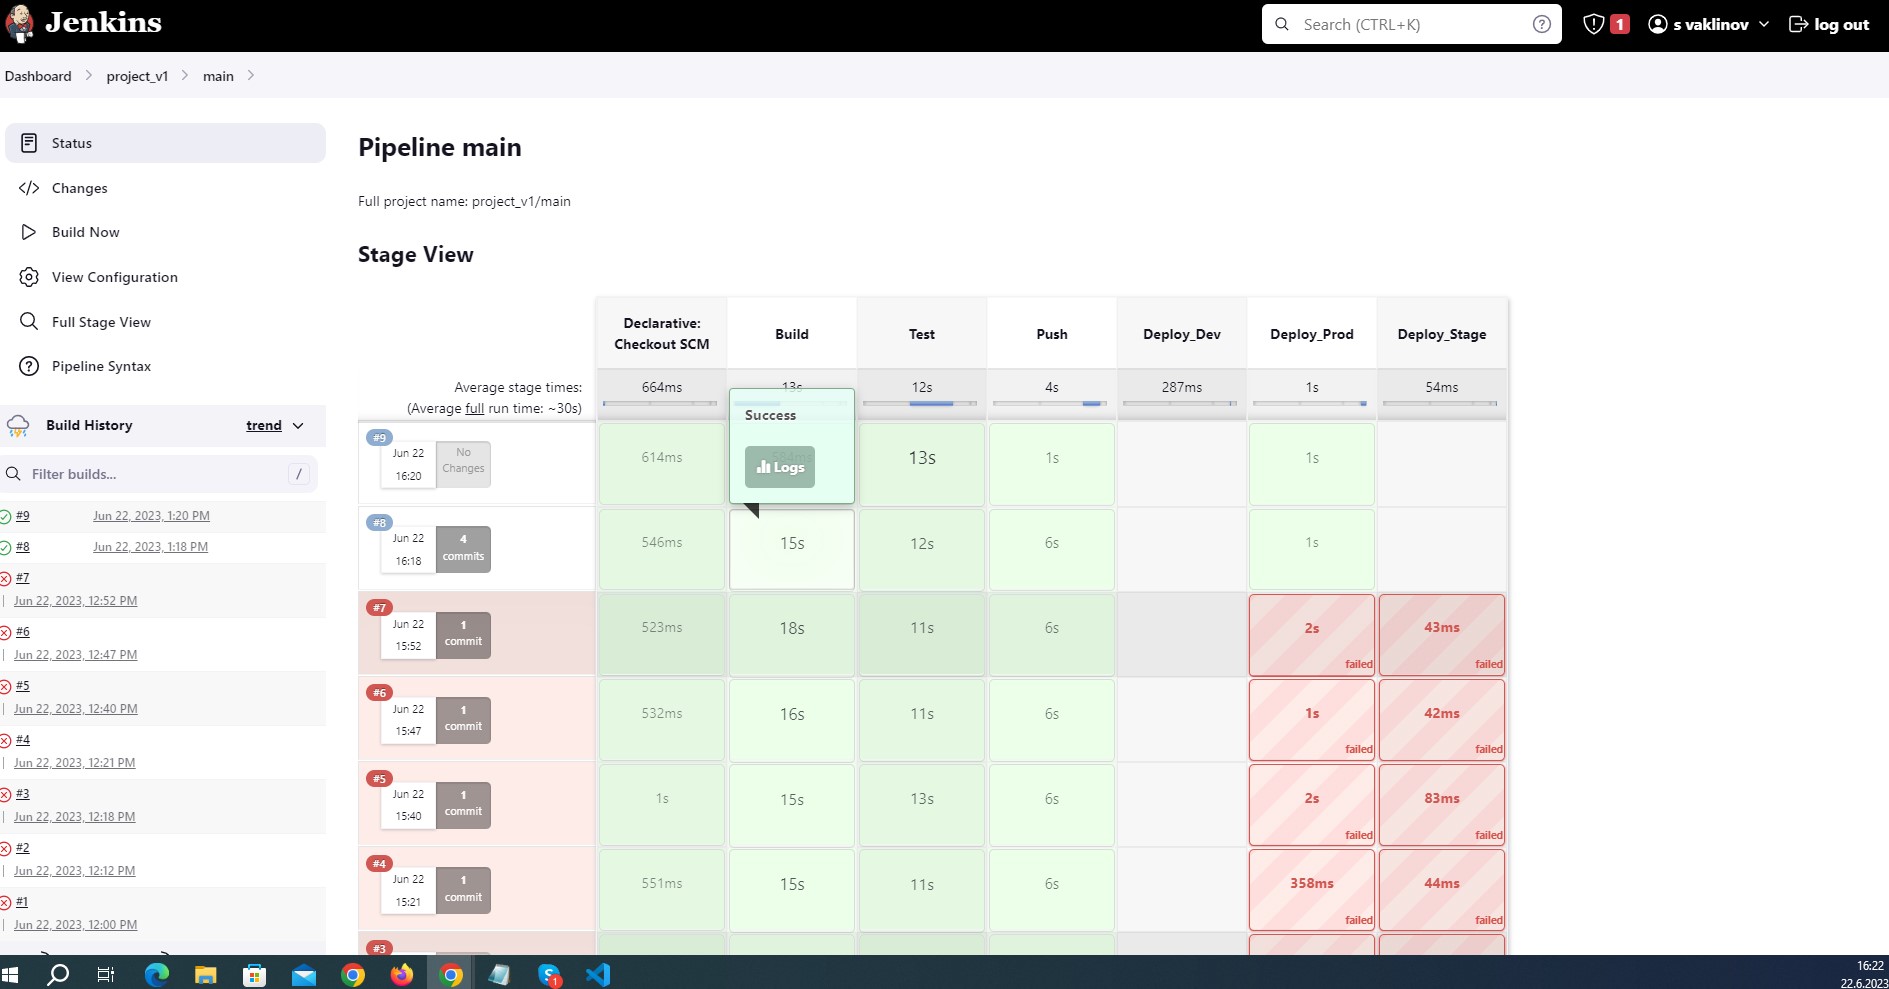 Jenkins
Search (CTRL+K)
1
s vaklinov
log out
Dashboard
project_v1
main
Status
Changes
Build Now
View Configuration
Full Stage View
Pipeline Syntax
Build History
trend
Filter builds...
/
#9 Jun 22, 2023, 1:20 PM
#8 Jun 22, 2023, 1:18 PM
#7
Jun 22, 2023, 12:52 PM
#6
Jun 22, 2023, 12:47 PM
#5
Jun 22, 2023, 12:40 PM
#4
Jun 22, 2023, 12:21 PM
#3
Jun 22, 2023, 12:18 PM
#2
Jun 22, 2023, 12:12 PM
#1
Jun 22, 2023, 12:00 PM
Pipeline main
Full project name: project_v1/main
Stage View
Declarative:
Checkout SCM
Build
Test
Push
Deploy_Dev
Deploy_Prod
Deploy_Stage
Average stage times:
(Average full run time: ~30s)
664ms
13s
12s
4s
287ms
1s
54ms
Success
Logs
#9
Jun 22
16:20
No
Changes
614ms
584ms
13s
1s
1s
#8
Jun 22
16:18
4
commits
546ms
15s
12s
6s
1s
#7
Jun 22
15:52
1
commit
523ms
18s
11s
6s
2s
failed
43ms
failed
#6
Jun 22
15:47
1
commit
532ms
16s
11s
6s
1s
failed
42ms
failed
#5
Jun 22
15:40
1
commit
1s
15s
13s
6s
2s
failed
83ms
failed
#4
Jun 22
15:21
1
commit
551ms
15s
11s
6s
358ms
failed
44ms
failed
#3
1
16:22
22.6.2023